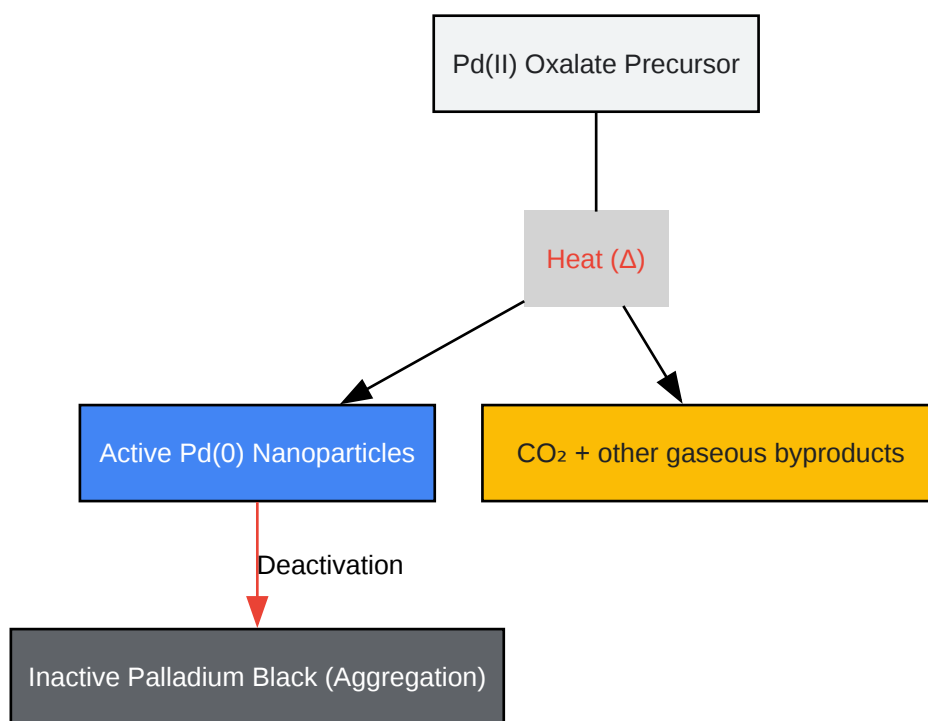 Pd(II) Oxalate Precursor
Heat (Δ)
Active Pd(0) Nanoparticles
CO₂ + other gaseous byproducts
Deactivation
Inactive Palladium Black (Aggregation)